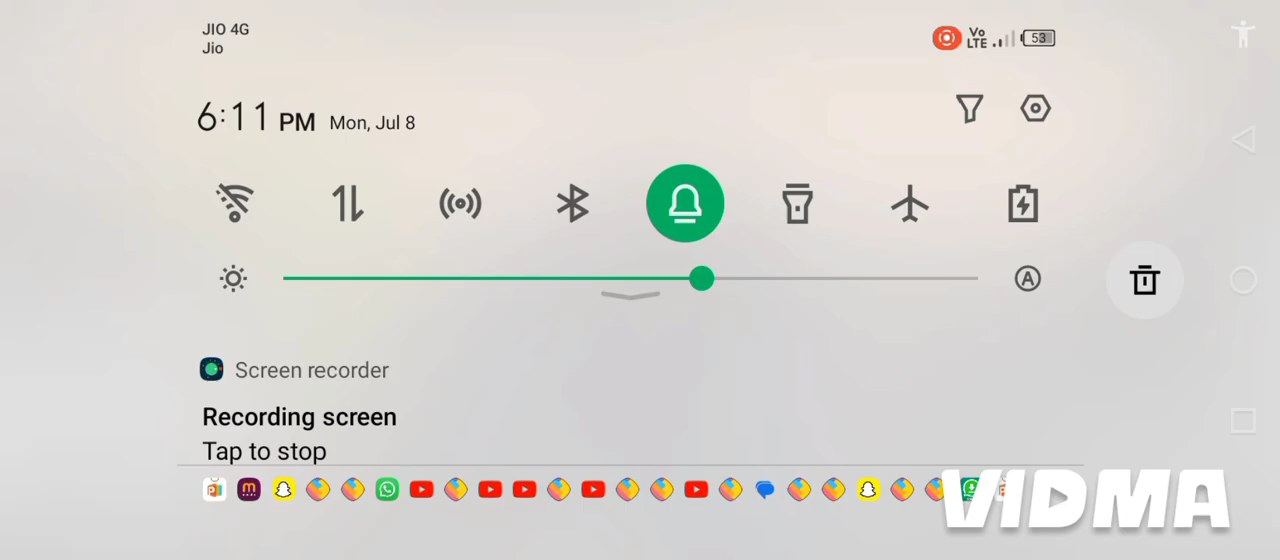 JIO 4G
Jio
Vo
LTE
53
6:11 PM Mon, Jul 8
A
Screen recorder
Recording screen
Tap to stop
VIDMA